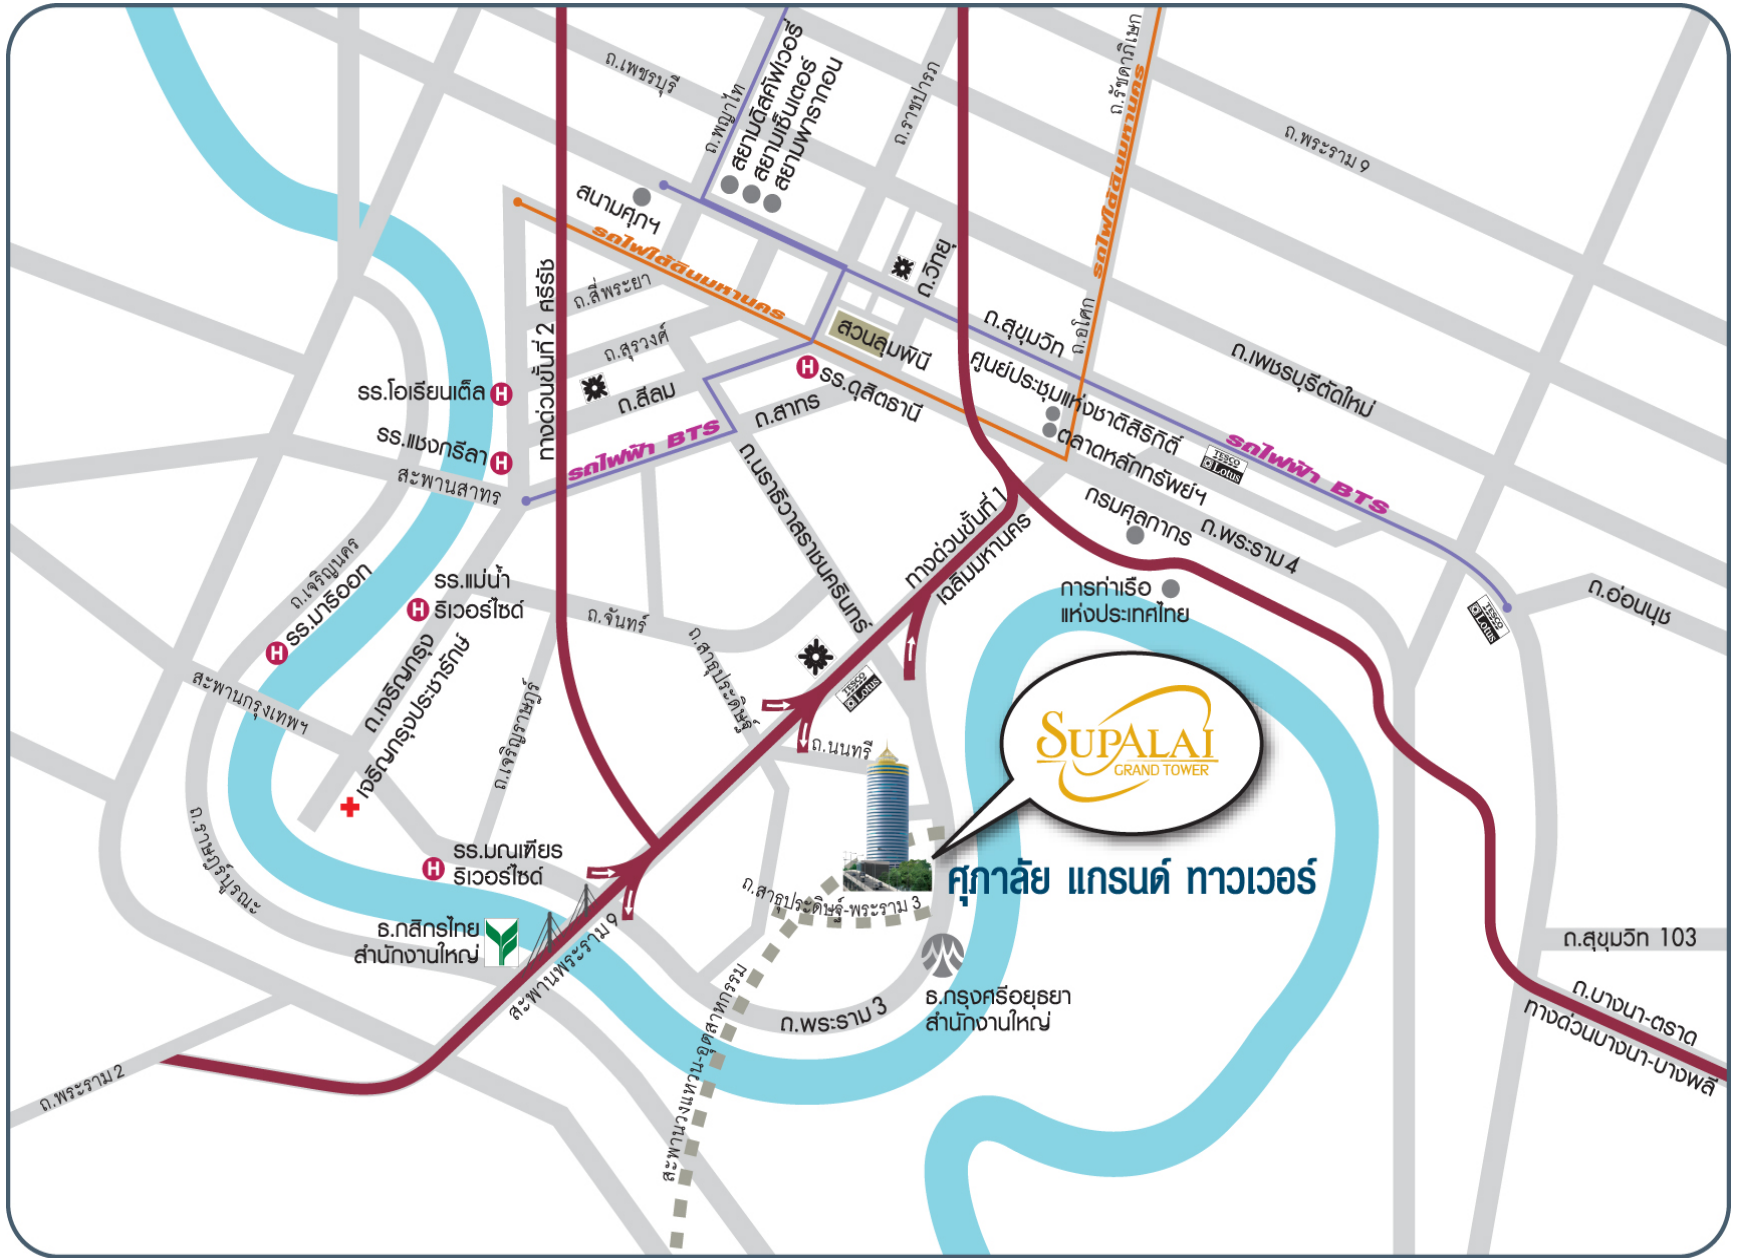 ถ.เพชรบุรี
ถ.พญาไท
สยามดิสคัฟเวอรี่
สยามเซ็นเตอร์
สยามพารากอน
ถ.ราชปรารภ
ถ.รัชดาภิเษก
รถไฟใต้ดินมหานคร
ถ.พระราม 9
สนามศุภฯ
รถไฟใต้ดินมหานคร
ถ.วิทยุ
ทางด่วนขั้นที่ 2 ศรีรัช
ถ.สี่พระยา
ถ.สุรวงศ์
สวนลุมพินี
ถ.สุขุมวิท
ถ.อโศก
ถ.เพชรบุรีตัดใหม่
รร.โอเรียนเต็ล
ถ.สีลม
รร.ดุสิตธานี
ศูนย์ประชุมแห่งชาติสิริกิติ์
รร.แชงกรีลา
สะพานสาทร
รถไฟฟ้า BTS
ถ.สาทร
ตลาดหลักทรัพย์ฯ
TESCO
Lotus
รถไฟฟ้า BTS
ถ.นราธิวาสราชนครินทร์
ทางด่วนขั้นที่ 1
เฉลิมมหานคร
กรมศุลกากร
ถ.พระราม 4
ถ.เจริญนคร
รร.มาริออท
รร.แม่น้ำ
ริเวอร์ไซด์
ถ.จันทร์
การท่าเรือ
แห่งประเทศไทย
TESCO
Lotus
ถ.อ่อนนุช
สะพานกรุงเทพฯ
ถ.เจริญกรุง
เจริญกรุงประชารักษ์
ถ.เจริญราษฎร์
ถ.สาธุประดิษฐ์
TESCO
Lotus
ถ.นนทรี
SUPALAI
GRAND TOWER
ศุภาลัย แกรนด์ ทาวเวอร์
ถ.ราษฎร์บูรณะ
รร.มณเฑียร
ริเวอร์ไซด์
ถ.สาธุประดิษฐ์-พระราม 3
ธ.กสิกรไทย
สำนักงานใหญ่
สะพานพระราม 9
สะพานวงแหวน-อุตสาหกรรม
ถ.พระราม 3
ธ.กรุงศรีอยุธยา
สำนักงานใหญ่
ถ.สุขุมวิท 103
ถ.บางนา-ตราด
ทางด่วนบางนา-บางพลี
ถ.พระราม 2